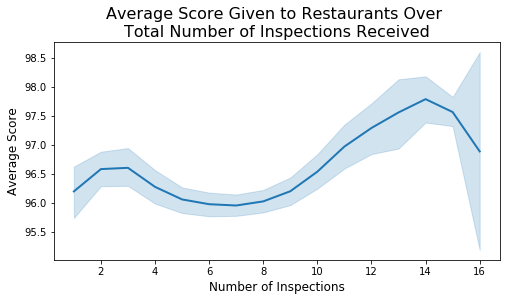 Average Score Given to Restaurants Over
Total Number of Inspections Received
98.5
98.0
97.5
97.0
96.5
96.0
95.5
Average Score
2 4 6 8 10 12 14 16
Number of Inspections